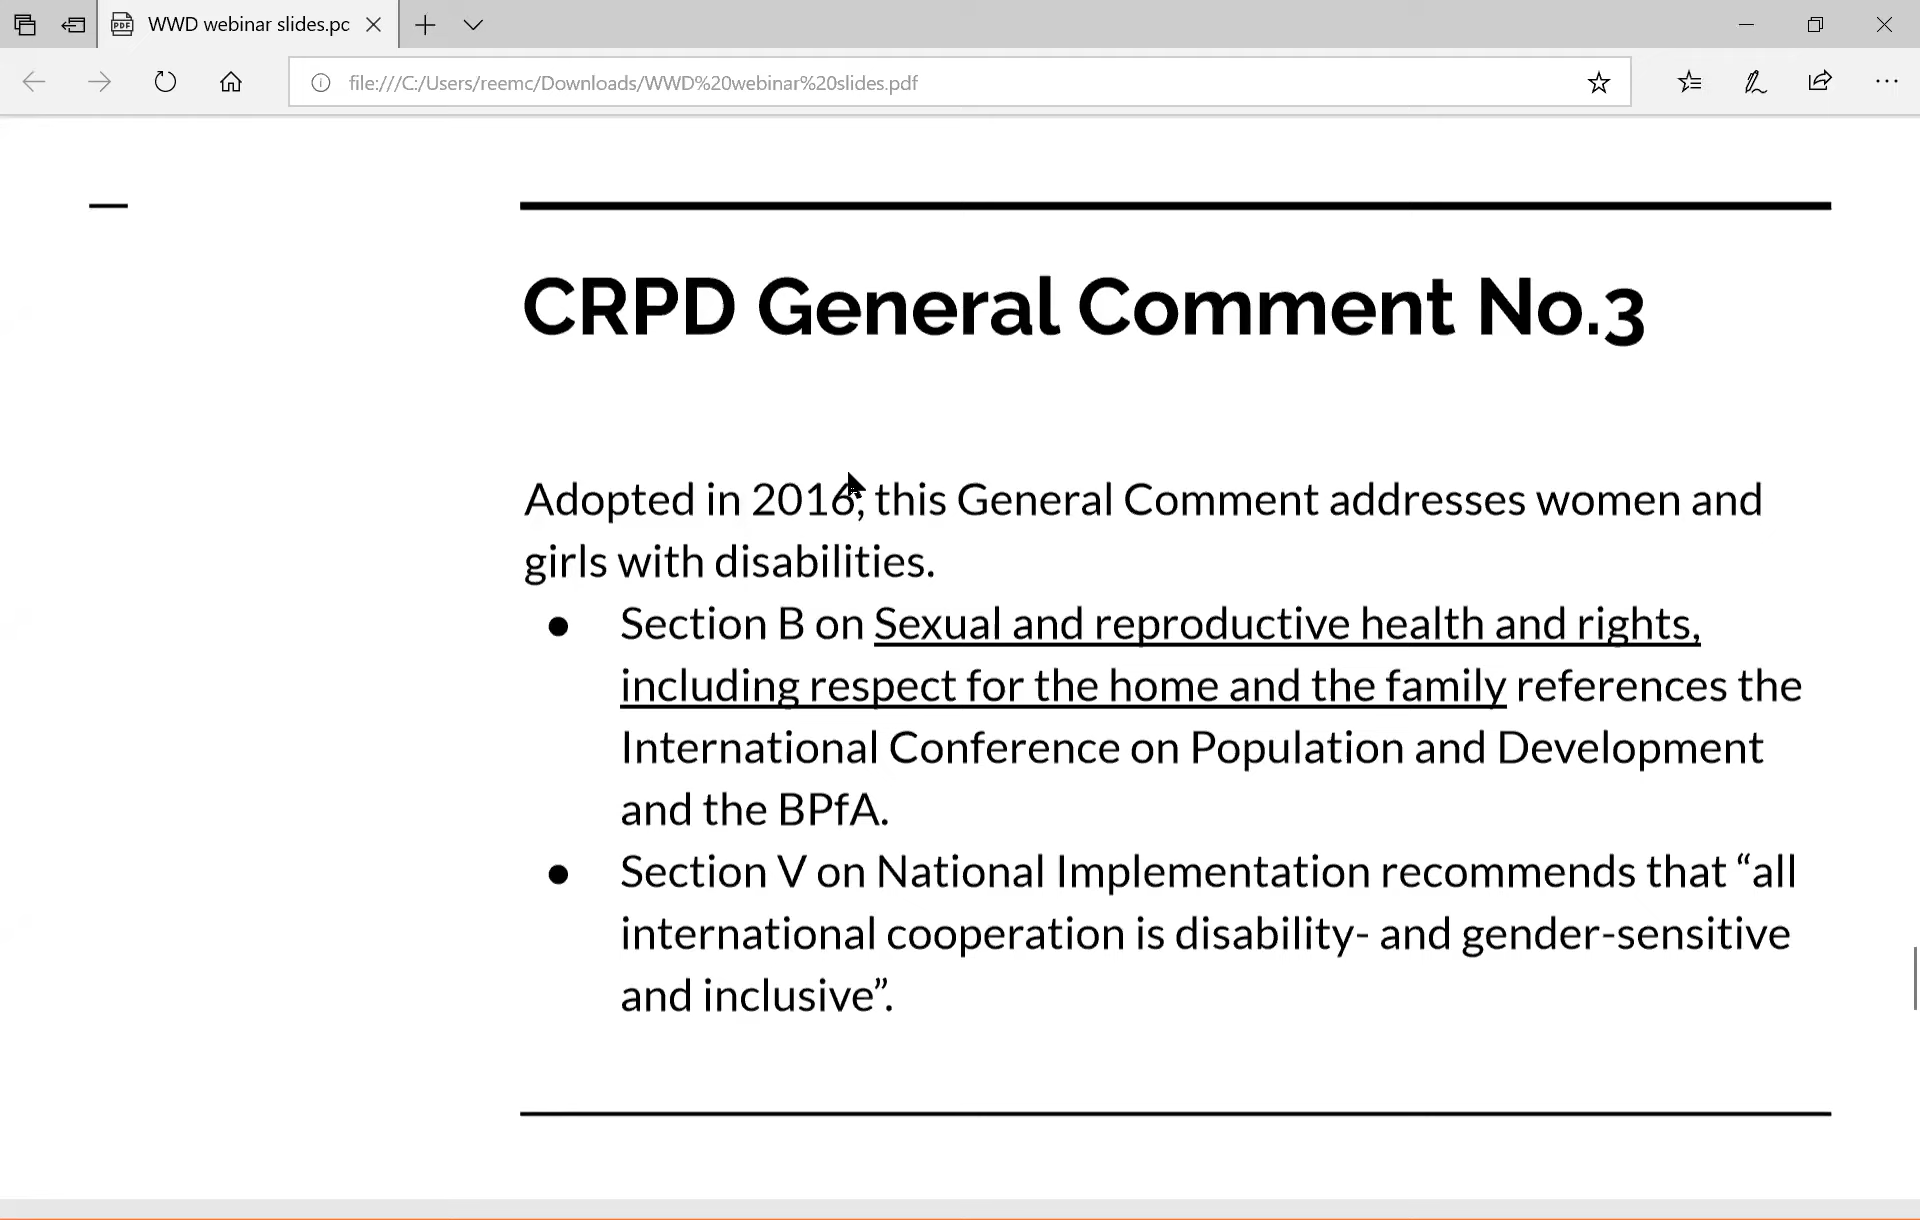 WWD webinar slides.pc
file:///C:/Users/reemc/Downloads/WWD%20webinar%20slides.pdf
CRPD General Comment No.3
Adopted in 2016, this General Comment addresses women and
girls with disabilities.
● Section B on Sexual and reproductive health and rights,
including respect for the home and the family references the
International Conference on Population and Development
and the BPfA.
● Section V on National Implementation recommends that “all
international cooperation is disability- and gender-sensitive
and inclusive”.